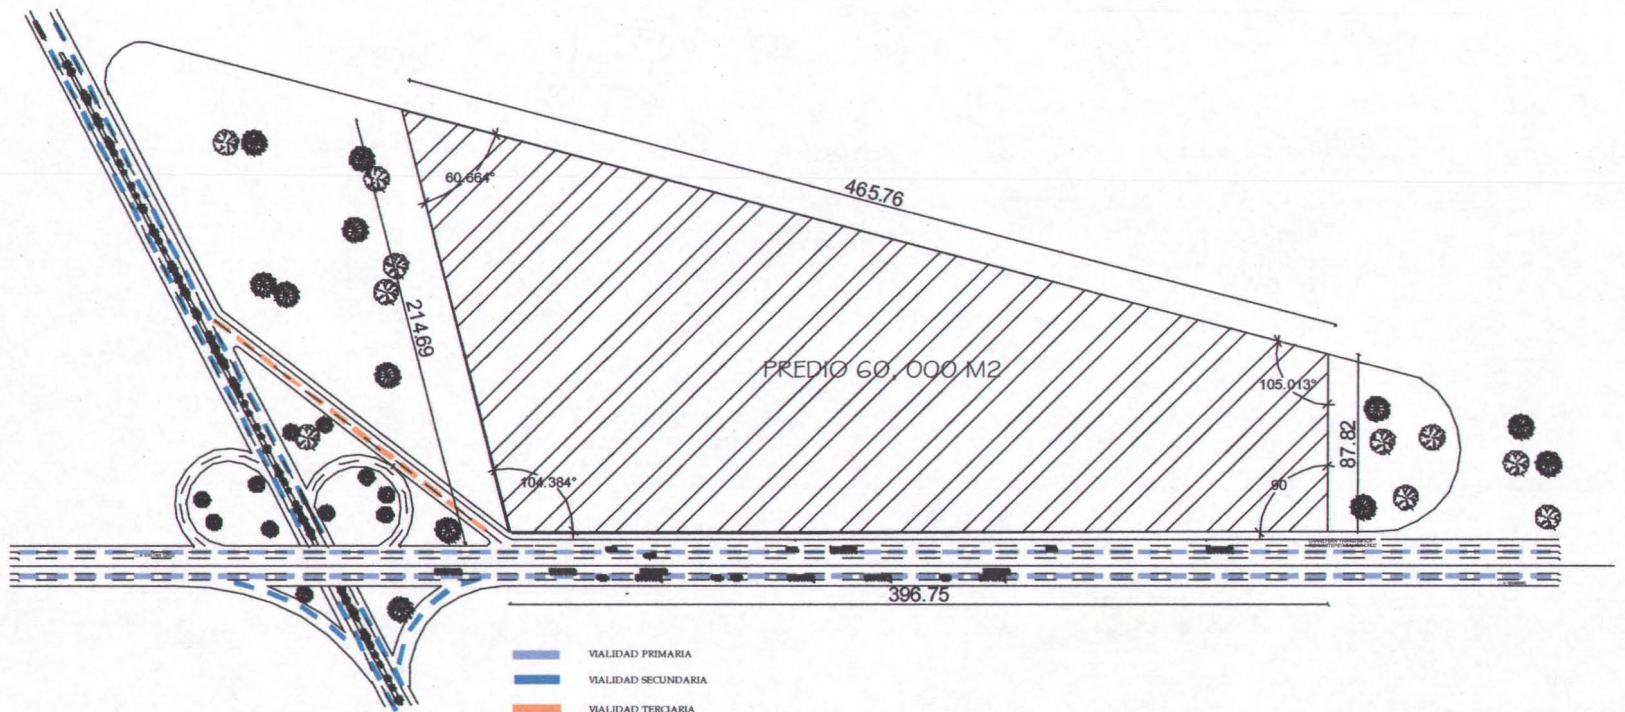 465.76
60.664°
214.69
PREDIO 60, 000 M2
105.013°
87.82
104.384°
90
396.75
VIALIDAD PRIMARIA
VIALIDAD SECUNDARIA
VIALIDAD TERCIARIA